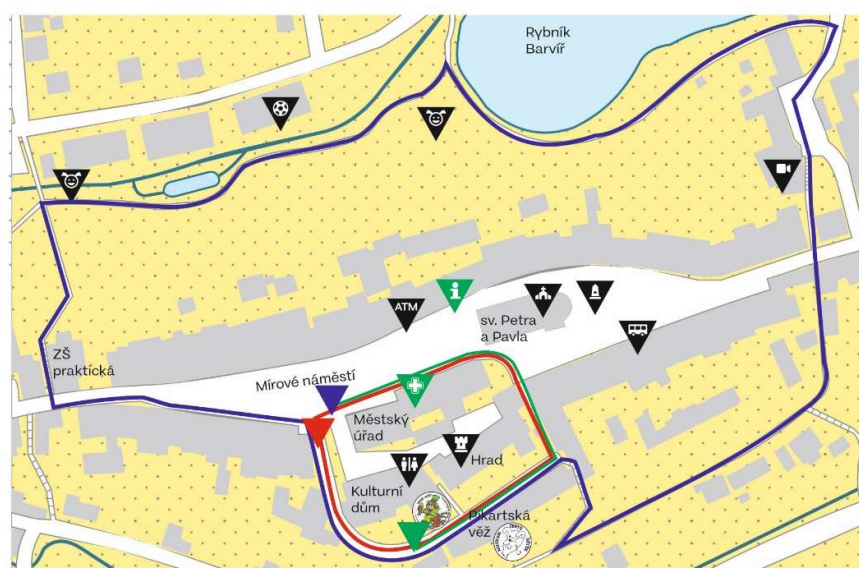 Rybník
Barvíř
ATM
sv. Petra
a Pavla
ZŠ
praktická
Mírové náměstí
Městský
úřad
Hrad
Kulturní
dům
Pikartská
věž